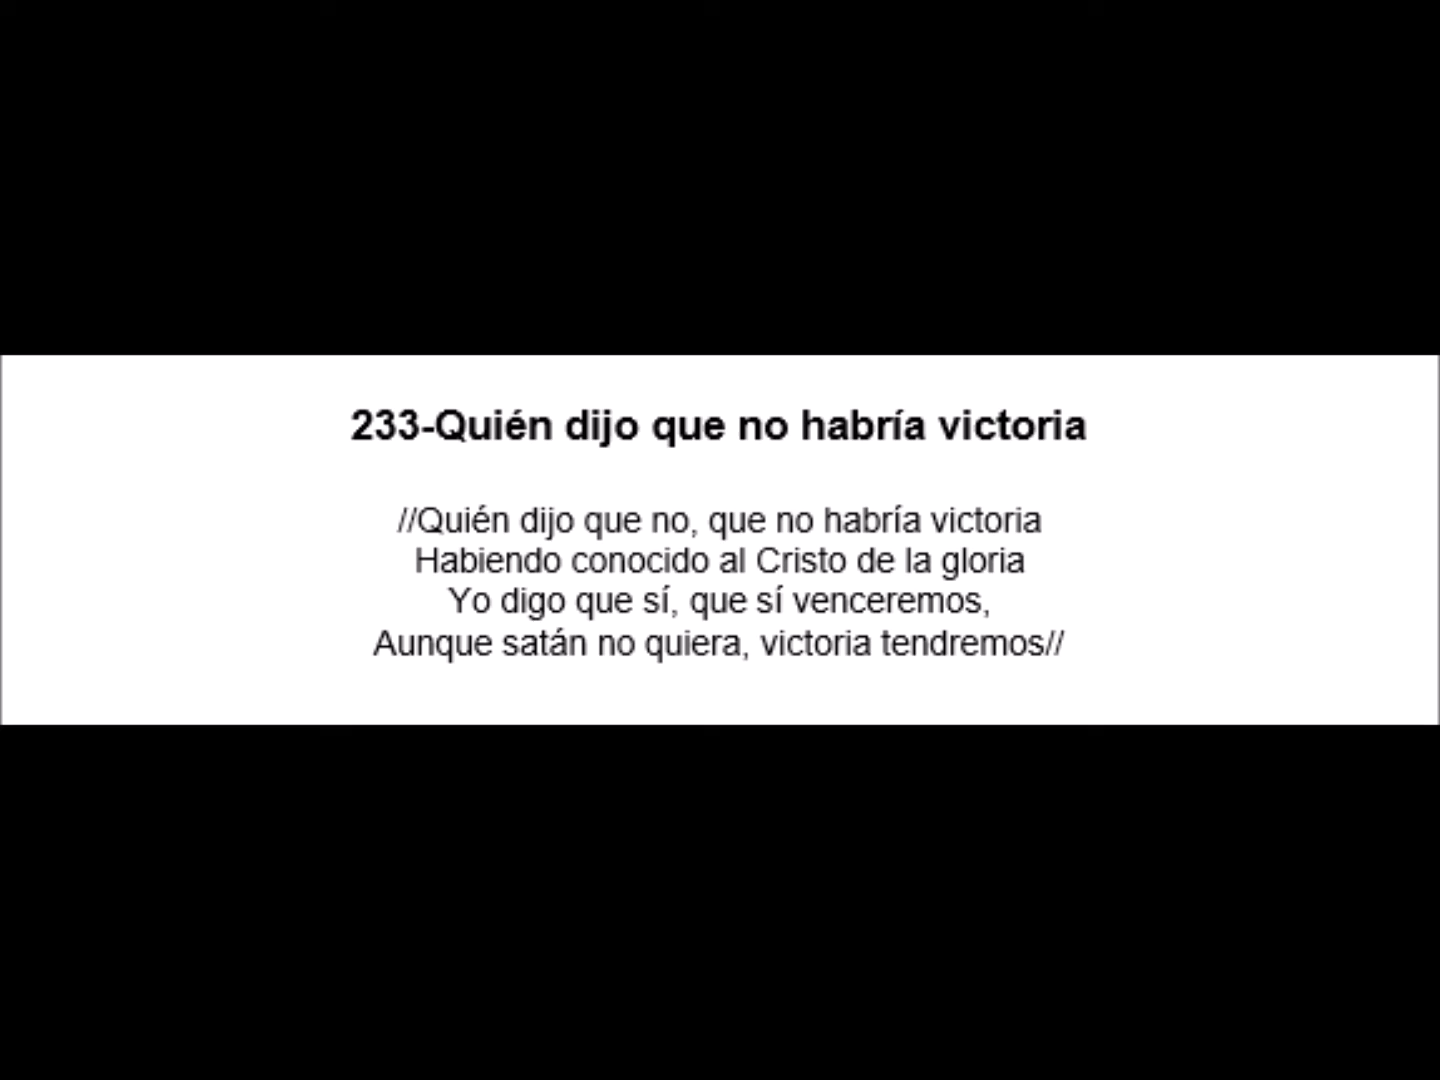 233-Quién dijo que no habría victoria
//Quién dijo que no, que no habría victoria
Habiendo conocido al Cristo de la gloria
Yo digo que sí, que sí venceremos,
Aunque satán no quiera, victoria tendremos//